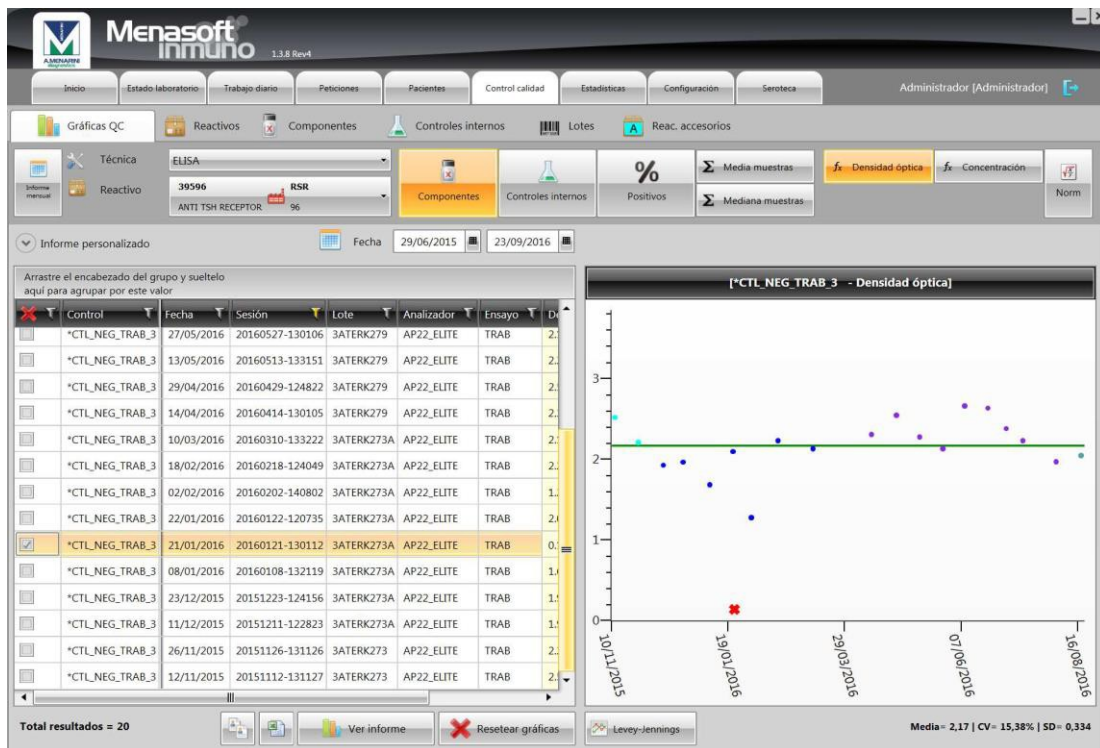 Menasoft
inmuno 1.3.8 Rev4
A.MENARINI
diagnostics
Inicio Estado laboratorio Trabajo diario Peticiones Pacientes Control calidad Estadísticas Configuración Seroteca Administrador [Administrador]
Gráficas QC Reactivos Componentes Controles internos Lotes Reac. accesorios
Informe mensual
Técnica ELISA
Reactivo 39596 RSR
ANTI TSH RECEPTOR 96
Componentes Controles internos % Positivos
Σ Media muestras
Σ Mediana muestras
fx Densidad óptica fx Concentración
Norm
Informe personalizado Fecha 29/06/2015 23/09/2016
Arrastre el encabezado del grupo y sueltelo
aquí para agrupar por este valor
Control Fecha Sesión Lote Analizador Ensayo
*CTL_NEG_TRAB_3 27/05/2016 20160527-130106 3ATERK279 AP22_ELITE TRAB
*CTL_NEG_TRAB_3 13/05/2016 20160513-133151 3ATERK279 AP22_ELITE TRAB
*CTL_NEG_TRAB_3 29/04/2016 20160429-124822 3ATERK279 AP22_ELITE TRAB
*CTL_NEG_TRAB_3 14/04/2016 20160414-130105 3ATERK279 AP22_ELITE TRAB
*CTL_NEG_TRAB_3 10/03/2016 20160310-133222 3ATERK273A AP22_ELITE TRAB
*CTL_NEG_TRAB_3 18/02/2016 20160218-124049 3ATERK273A AP22_ELITE TRAB
*CTL_NEG_TRAB_3 02/02/2016 20160202-140802 3ATERK273A AP22_ELITE TRAB
*CTL_NEG_TRAB_3 22/01/2016 20160122-120735 3ATERK273A AP22_ELITE TRAB
*CTL_NEG_TRAB_3 21/01/2016 20160121-130112 3ATERK273A AP22_ELITE TRAB
*CTL_NEG_TRAB_3 08/01/2016 20160108-132119 3ATERK273A AP22_ELITE TRAB
*CTL_NEG_TRAB_3 23/12/2015 20151223-124156 3ATERK273A AP22_ELITE TRAB
*CTL_NEG_TRAB_3 11/12/2015 20151211-122823 3ATERK273A AP22_ELITE TRAB
*CTL_NEG_TRAB_3 26/11/2015 20151126-131126 3ATERK273 AP22_ELITE TRAB
*CTL_NEG_TRAB_3 12/11/2015 20151112-131127 3ATERK273 AP22_ELITE TRAB
[*CTL_NEG_TRAB_3 - Densidad óptica]
3
2
1
0
10/11/2015 19/01/2016 29/03/2016 07/06/2016 16/08/2016
Total resultados = 20 Ver informe Resetear gráficas Levey-Jennings Media= 2,17 | CV= 15,38% | SD= 0,334